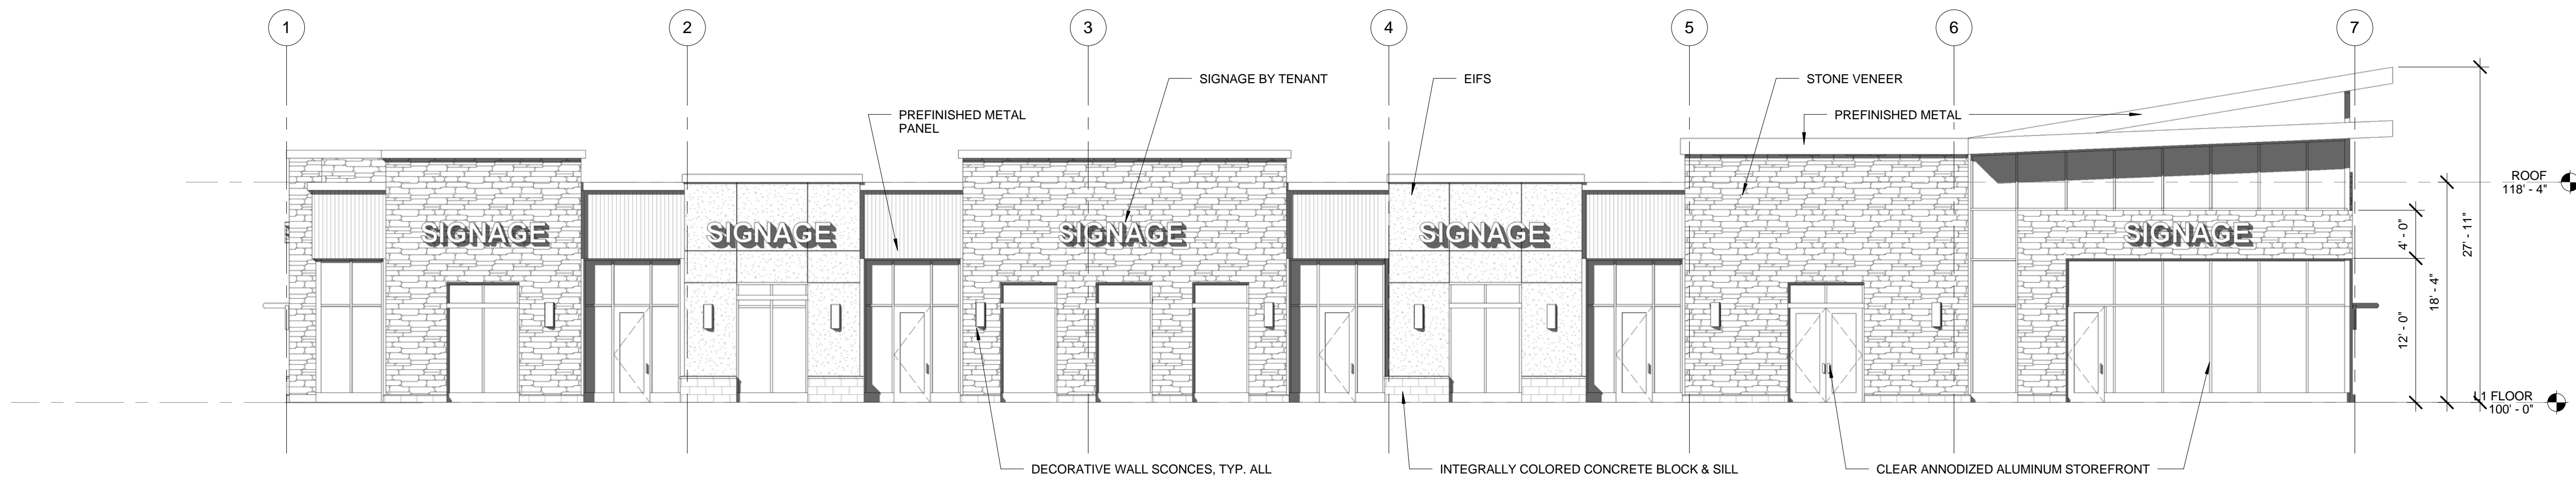 1
2
3
4
5
6
7
SIGNAGE BY TENANT
EIFS
STONE VENEER
PREFINISHED METAL
PANEL
PREFINISHED METAL
ROOF
118' - 4"
SIGNAGE
SIGNAGE
SIGNAGE
SIGNAGE
SIGNAGE
4' - 0"
27' - 11"
18' - 4"
12' - 0"
L1 FLOOR
100' - 0"
DECORATIVE WALL SCONCES, TYP. ALL
INTEGRALLY COLORED CONCRETE BLOCK & SILL
CLEAR ANNODIZED ALUMINUM STOREFRONT